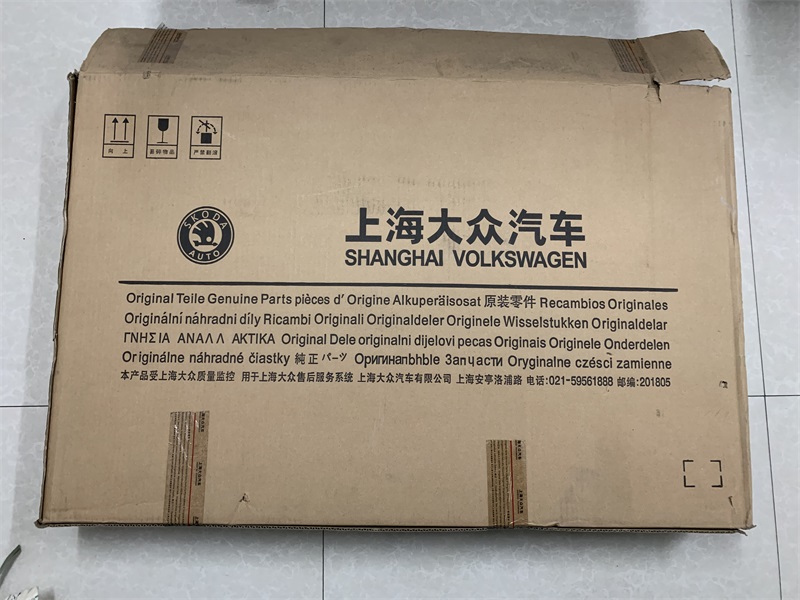 向 上
易碎物品
严禁翻滚
SKODA
AUTO
上海大众汽车
SHANGHAI VOLKSWAGEN
Original Teile Genuine Parts pièces d' Origine Alkuperäisosat 原装零件 Recambios Originales
Originální náhradni díly Ricambi Originali Originaldeler Originele Wisselstukken Originaldelar
ΓΝΗΣΙΑ ΑΝΑΛΛ ΑΚΤΙΚΑ Original Dele originalni dijelovi pecas Originais Originele Onderdelen
Originálne náhradné čiastky 純正 パーツ Оригинапbhble Запчасти Oryginalne czésci zamienne
本产品受上海大众质量监控 用于上海大众售后服务系统 上海大众汽车有限公司 上海安亭洛浦路 电话:021-59561888 邮编:201805